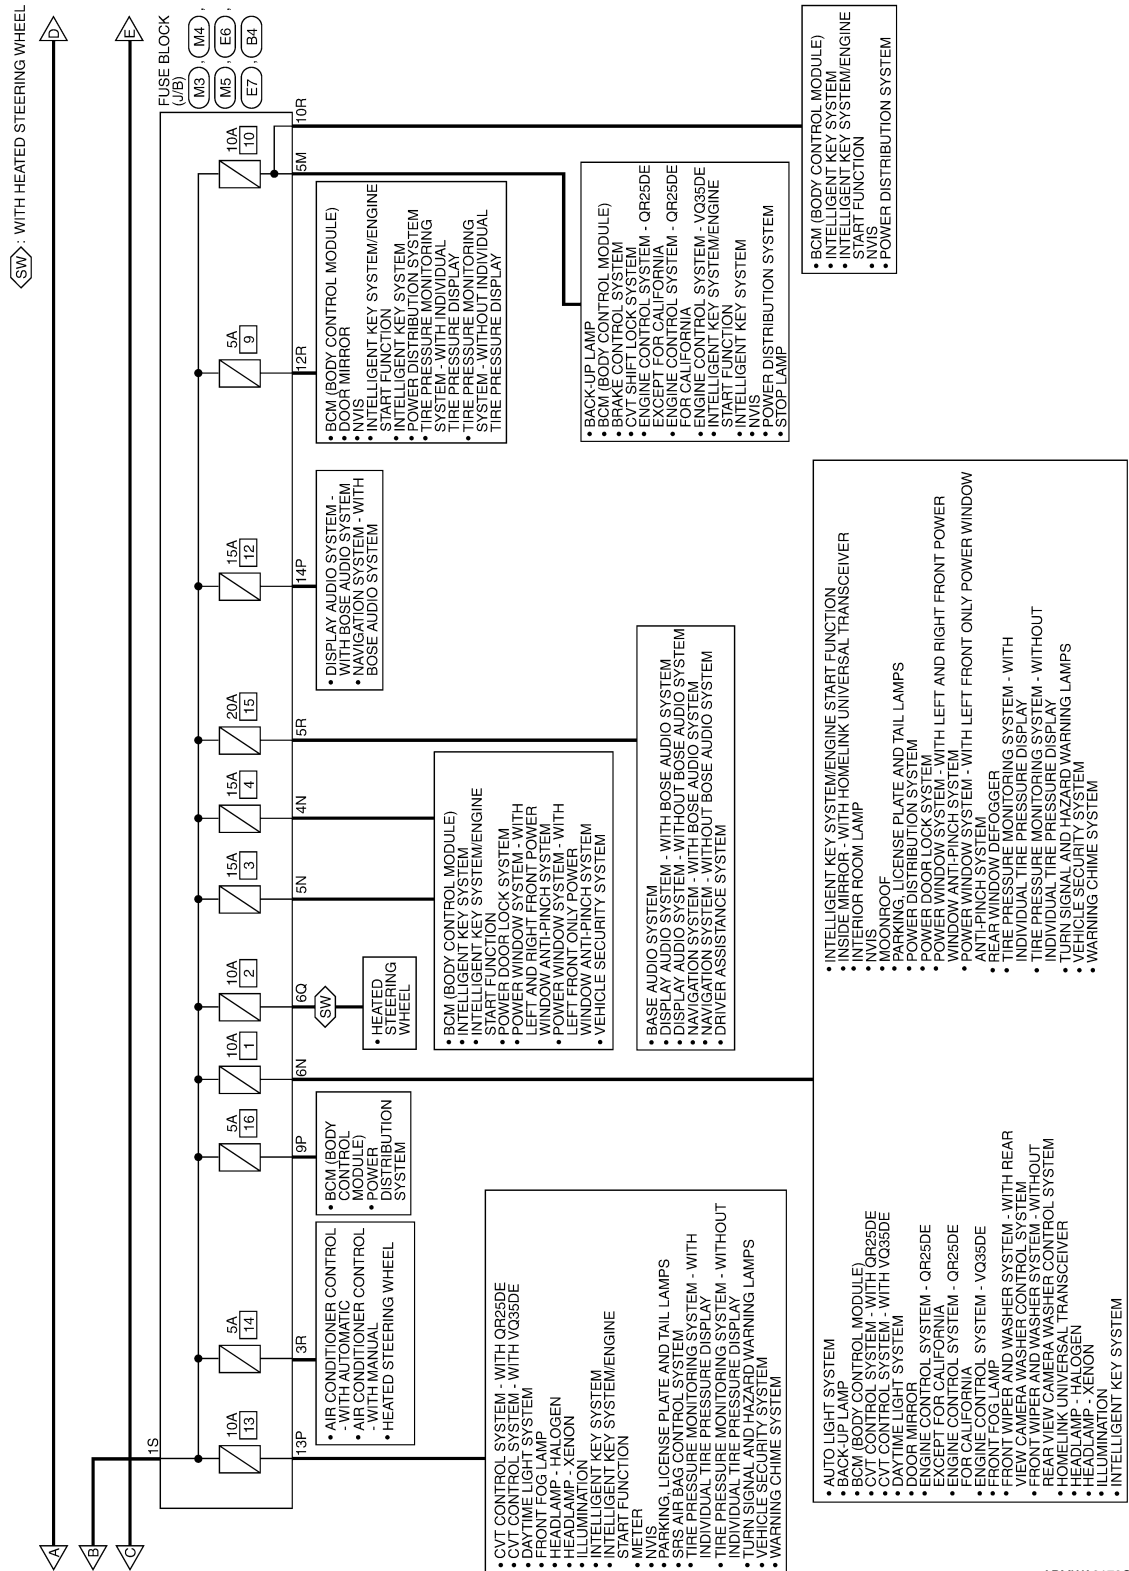 SW : WITH HEATED STEERING WHEEL
A
D
B
C
E
FUSE BLOCK
(J/B)
M3 , M4 ,
M5 , E6 ,
E7 , B4
1S
10A
13
5A
14
5A
16
10A
1
10A
2
15A
3
15A
4
20A
15
15A
12
5A
9
10A
10
13P
3R
9P
6N
6Q
5N
4N
5R
14P
12R
5M
10R
SW
• CVT CONTROL SYSTEM - WITH QR25DE
• CVT CONTROL SYSTEM - WITH VQ35DE
• DAYTIME LIGHT SYSTEM
• FRONT FOG LAMP
• HEADLAMP - HALOGEN
• HEADLAMP - XENON
• ILLUMINATION
• INTELLIGENT KEY SYSTEM
• INTELLIGENT KEY SYSTEM/ENGINE
START FUNCTION
• METER
• NVIS
• PARKING, LICENSE PLATE AND TAIL LAMPS
• SRS AIR BAG CONTROL SYSTEM
• TIRE PRESSURE MONITORING SYSTEM - WITH
INDIVIDUAL TIRE PRESSURE DISPLAY
• TIRE PRESSURE MONITORING SYSTEM - WITHOUT
INDIVIDUAL TIRE PRESSURE DISPLAY
• TURN SIGNAL AND HAZARD WARNING LAMPS
• VEHICLE SECURITY SYSTEM
• WARNING CHIME SYSTEM
• AIR CONDITIONER CONTROL
- WITH AUTOMATIC
• AIR CONDITIONER CONTROL
- WITH MANUAL
• HEATED STEERING WHEEL
• BCM (BODY
CONTROL
MODULE)
• POWER
DISTRIBUTION
SYSTEM
• AUTO LIGHT SYSTEM
• BACK-UP LAMP
• BCM (BODY CONTROL MODULE)
• CVT CONTROL SYSTEM - WITH QR25DE
• CVT CONTROL SYSTEM - WITH VQ35DE
• DAYTIME LIGHT SYSTEM
• DOOR MIRROR
• ENGINE CONTROL SYSTEM - QR25DE
EXCEPT FOR CALIFORNIA
• ENGINE CONTROL SYSTEM - QR25DE
FOR CALIFORNIA
• ENGINE CONTROL SYSTEM - VQ35DE
• FRONT FOG LAMP
• FRONT WIPER AND WASHER SYSTEM - WITH REAR
VIEW CAMERA WASHER CONTROL SYSTEM
• FRONT WIPER AND WASHER SYSTEM - WITHOUT
REAR VIEW CAMERA WASHER CONTROL SYSTEM
• HOMELINK UNIVERSAL TRANSCEIVER
• HEADLAMP - HALOGEN
• HEADLAMP - XENON
• ILLUMINATION
• INTELLIGENT KEY SYSTEM
• INTELLIGENT KEY SYSTEM/ENGINE START FUNCTION
• INSIDE MIRROR - WITH HOMELINK UNIVERSAL TRANSCEIVER
• INTERIOR ROOM LAMP
• NVIS
• MOONROOF
• PARKING, LICENSE PLATE AND TAIL LAMPS
• POWER DISTRIBUTION SYSTEM
• POWER DOOR LOCK SYSTEM
• POWER WINDOW SYSTEM - WITH LEFT AND RIGHT FRONT POWER
WINDOW ANTI-PINCH SYSTEM
• POWER WINDOW SYSTEM - WITH LEFT FRONT ONLY POWER WINDOW
ANTI-PINCH SYSTEM
• REAR WINDOW DEFOGGER
• TIRE PRESSURE MONITORING SYSTEM - WITH
INDIVIDUAL TIRE PRESSURE DISPLAY
• TIRE PRESSURE MONITORING SYSTEM - WITHOUT
INDIVIDUAL TIRE PRESSURE DISPLAY
• TURN SIGNAL AND HAZARD WARNING LAMPS
• VEHICLE SECURITY SYSTEM
• WARNING CHIME SYSTEM
• HEATED
STEERING
WHEEL
• BCM (BODY CONTROL MODULE)
• INTELLIGENT KEY SYSTEM
• INTELLIGENT KEY SYSTEM/ENGINE
START FUNCTION
• POWER DOOR LOCK SYSTEM
• POWER WINDOW SYSTEM - WITH
LEFT AND RIGHT FRONT POWER
WINDOW ANTI-PINCH SYSTEM
• POWER WINDOW SYSTEM - WITH
LEFT FRONT ONLY POWER
WINDOW ANTI-PINCH SYSTEM
• VEHICLE SECURITY SYSTEM
• BASE AUDIO SYSTEM
• DISPLAY AUDIO SYSTEM - WITH BOSE AUDIO SYSTEM
• DISPLAY AUDIO SYSTEM - WITHOUT BOSE AUDIO SYSTEM
• NAVIGATION SYSTEM - WITH BOSE AUDIO SYSTEM
• NAVIGATION SYSTEM - WITHOUT BOSE AUDIO SYSTEM
• DRIVER ASSISTANCE SYSTEM
• DISPLAY AUDIO SYSTEM -
WITH BOSE AUDIO SYSTEM
• NAVIGATION SYSTEM - WITH
BOSE AUDIO SYSTEM
• BCM (BODY CONTROL MODULE)
• DOOR MIRROR
• NVIS
• INTELLIGENT KEY SYSTEM/ENGINE
START FUNCTION
• INTELLIGENT KEY SYSTEM
• POWER DISTRIBUTION SYSTEM
• TIRE PRESSURE MONITORING
SYSTEM - WITH INDIVIDUAL
TIRE PRESSURE DISPLAY
• TIRE PRESSURE MONITORING
SYSTEM - WITHOUT INDIVIDUAL
TIRE PRESSURE DISPLAY
• BACK-UP LAMP
• BCM (BODY CONTROL MODULE)
• BRAKE CONTROL SYSTEM
• CVT SHIFT LOCK SYSTEM
• ENGINE CONTROL SYSTEM - QR25DE
EXCEPT FOR CALIFORNIA
• ENGINE CONTROL SYSTEM - QR25DE
FOR CALIFORNIA
• ENGINE CONTROL SYSTEM - VQ35DE
• INTELLIGENT KEY SYSTEM/ENGINE
START FUNCTION
• INTELLIGENT KEY SYSTEM
• NVIS
• POWER DISTRIBUTION SYSTEM
• STOP LAMP
• BCM (BODY CONTROL MODULE)
• INTELLIGENT KEY SYSTEM
• INTELLIGENT KEY SYSTEM/ENGINE
START FUNCTION
• NVIS
• POWER DISTRIBUTION SYSTEM